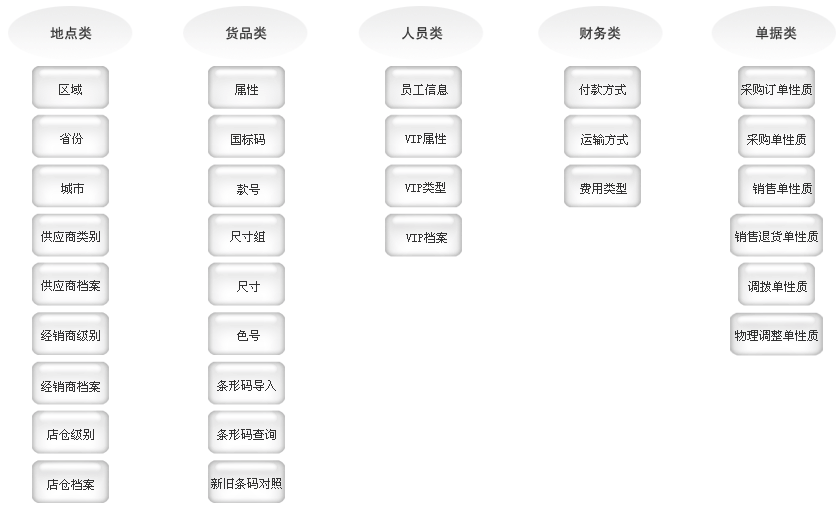 地点类
区域
省份
城市
供应商类别
供应商档案
经销商级别
经销商档案
店仓级别
店仓档案
货品类
属性
国标码
款号
尺寸组
尺寸
色号
条形码导入
条形码查询
新旧条码对照
人员类
员工信息
VIP属性
VIP类型
VIP档案
财务类
付款方式
运输方式
费用类型
单据类
采购订单性质
采购单性质
销售单性质
销售退货单性质
调拨单性质
物理调整单性质